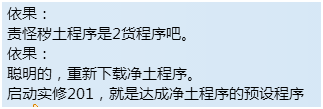 依果：
责怪秽土程序是2货程序吧。
依果：
聪明的，重新下载净土程序。
启动实修201，就是达成净土程序的预设程序